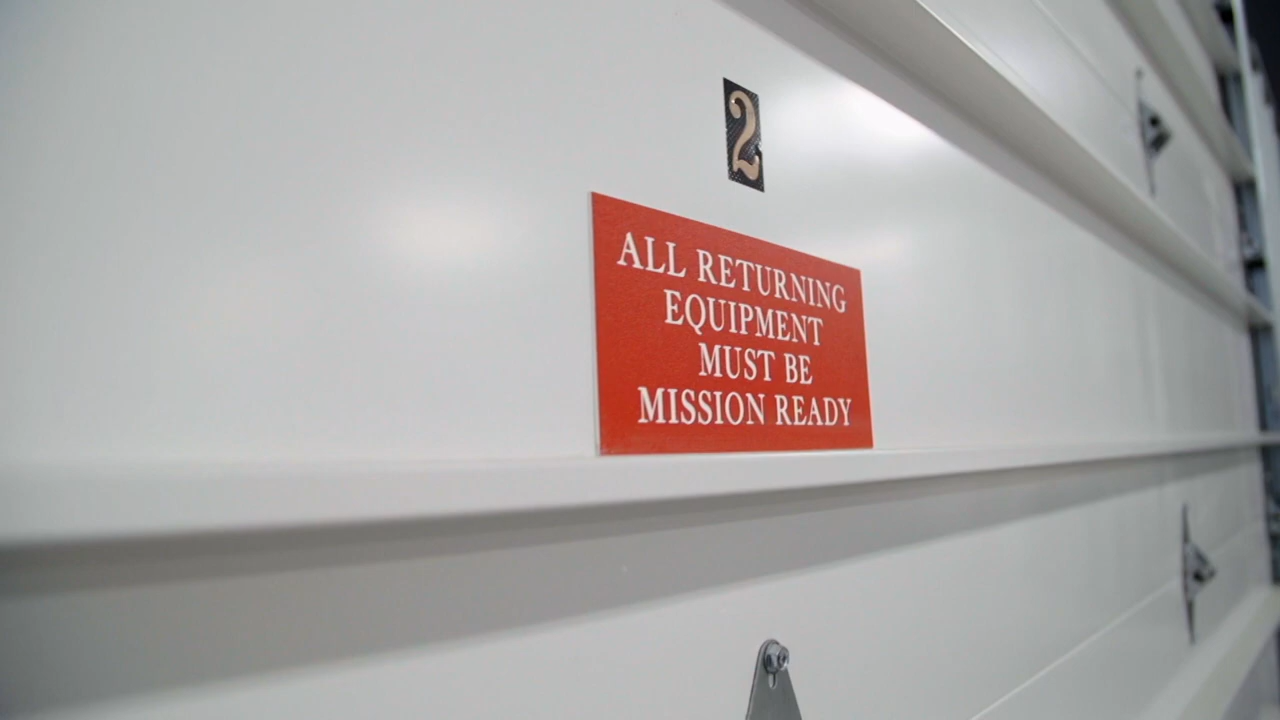 2
ALL RETURNING
EQUIPMENT
MUST BE
MISSION READY